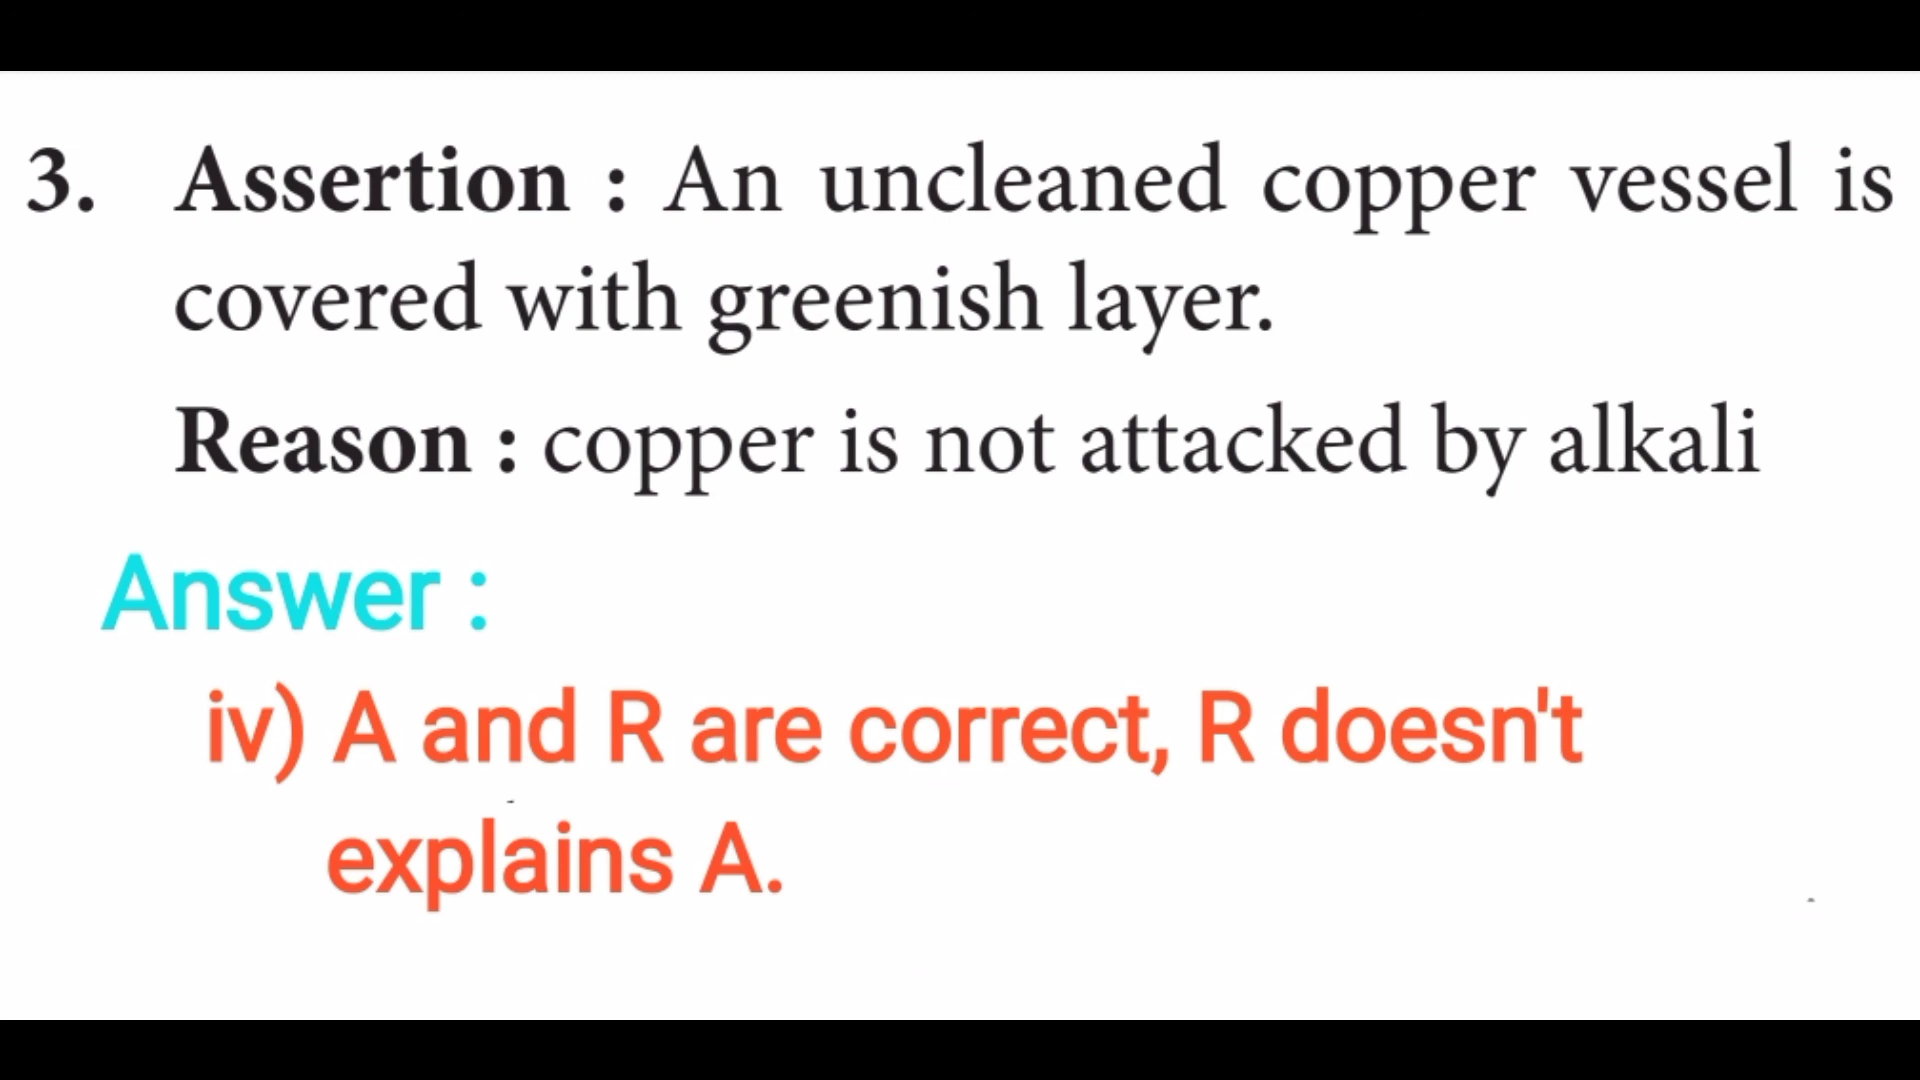 3. Assertion : An uncleaned copper vessel is
covered with greenish layer.
Reason : copper is not attacked by alkali
Answer :
iv) A and R are correct, R doesn't
explains A.